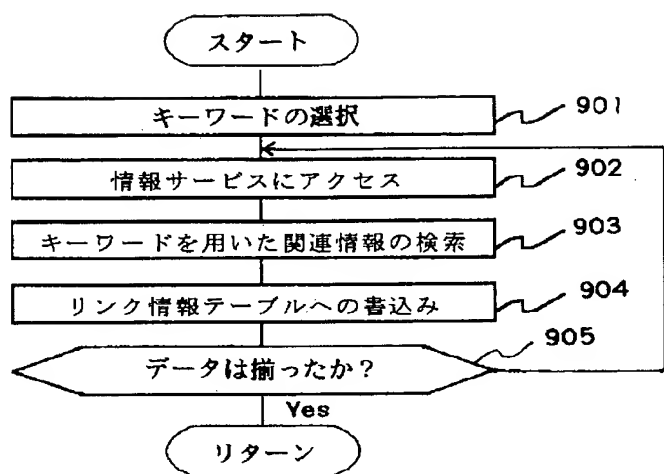 スタート
キーワードの選択
901
情報サービスにアクセス
902
キーワードを用いた関連情報の検索
903
リンク情報テーブルへの書込み
904
データは揃ったか?
905
Yes
リターン